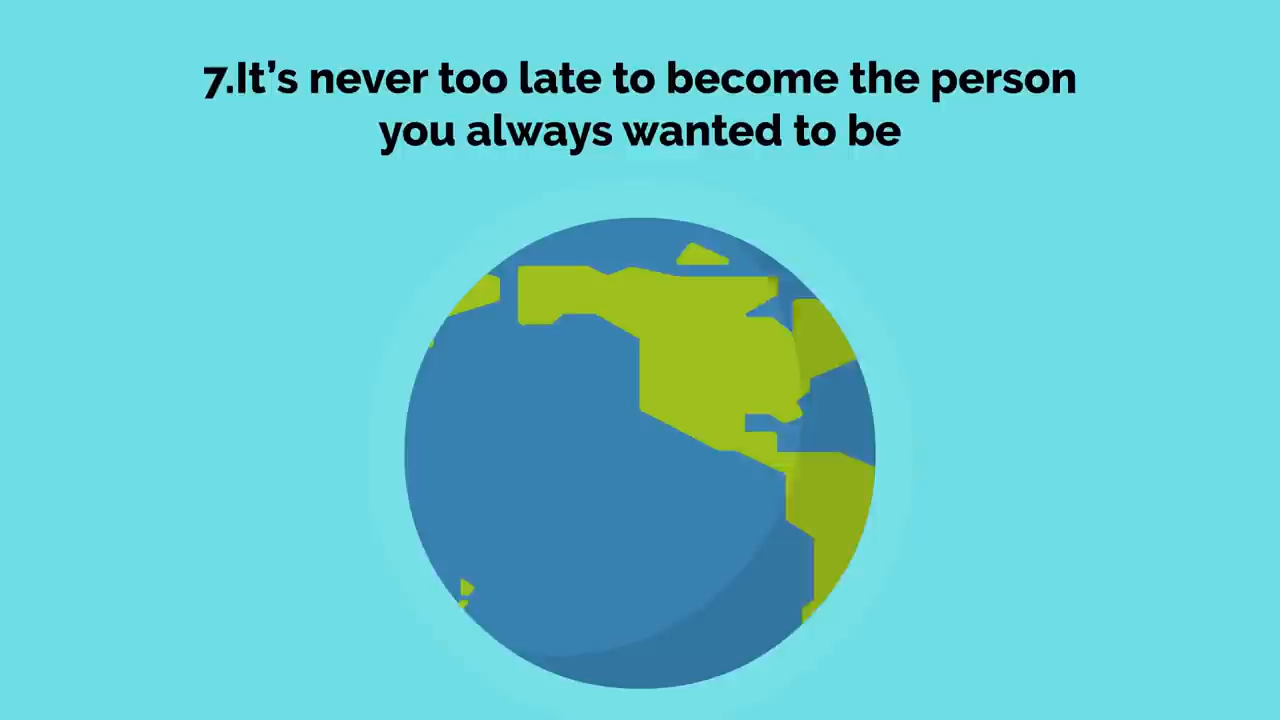 7.It’s never too late to become the person
you always wanted to be